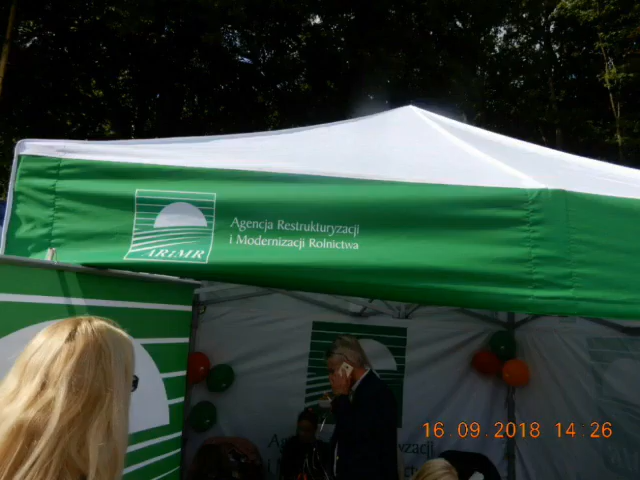 Agencja Restrukturyzacji
i Modernizacji Rolnictwa
ARiMR
16.09.2018 14:26